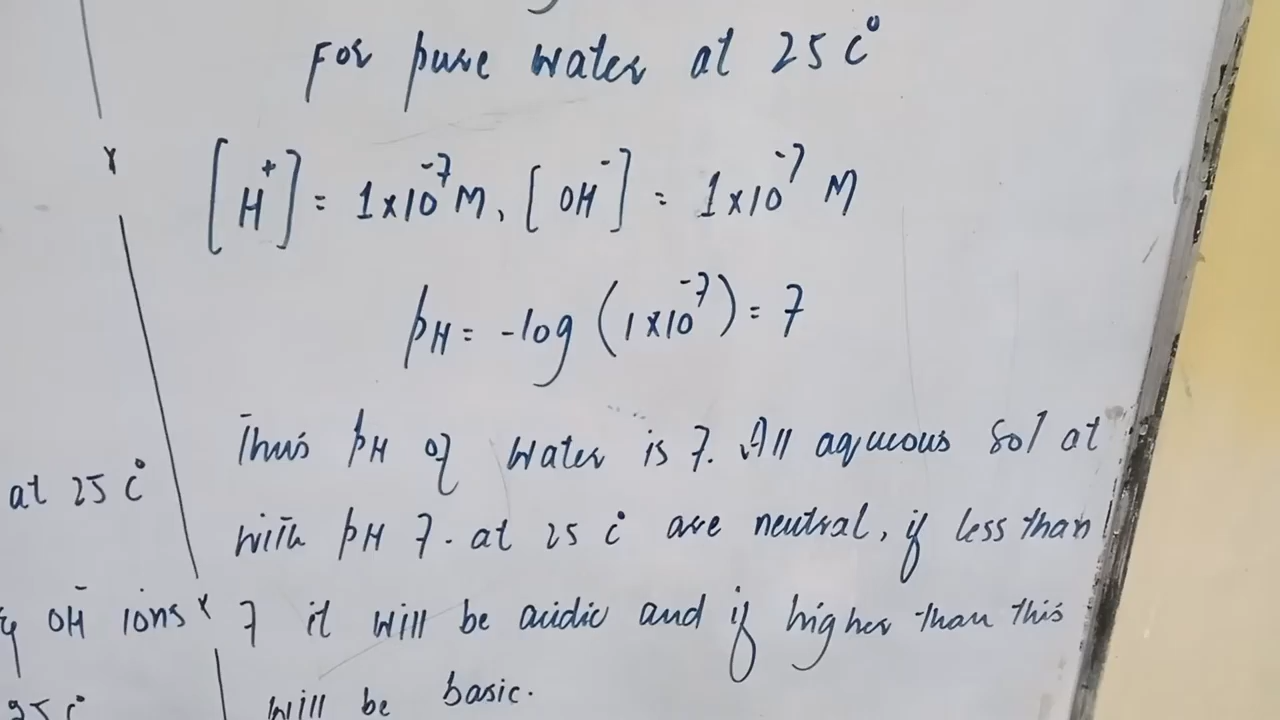 For pure water at 25 C°
[H⁺] = 1×10⁻⁷ M, [OH⁻] = 1×10⁻⁷ M
pH = -log (1×10⁻⁷) = 7
Thus pH of water is 7. All aqueous sol at
with pH 7. at 25 C° are neutral, if less than
7 it will be acidic and if higher than this
will be basic.
at 25 C°
OH⁻ ions
25 C°